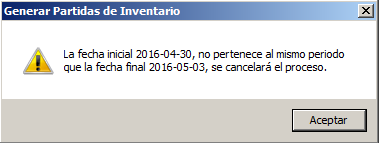 Generar Partidas de Inventario
La fecha inicial 2016-04-30, no pertenece al mismo periodo
que la fecha final 2016-05-03, se cancelará el proceso.
Aceptar